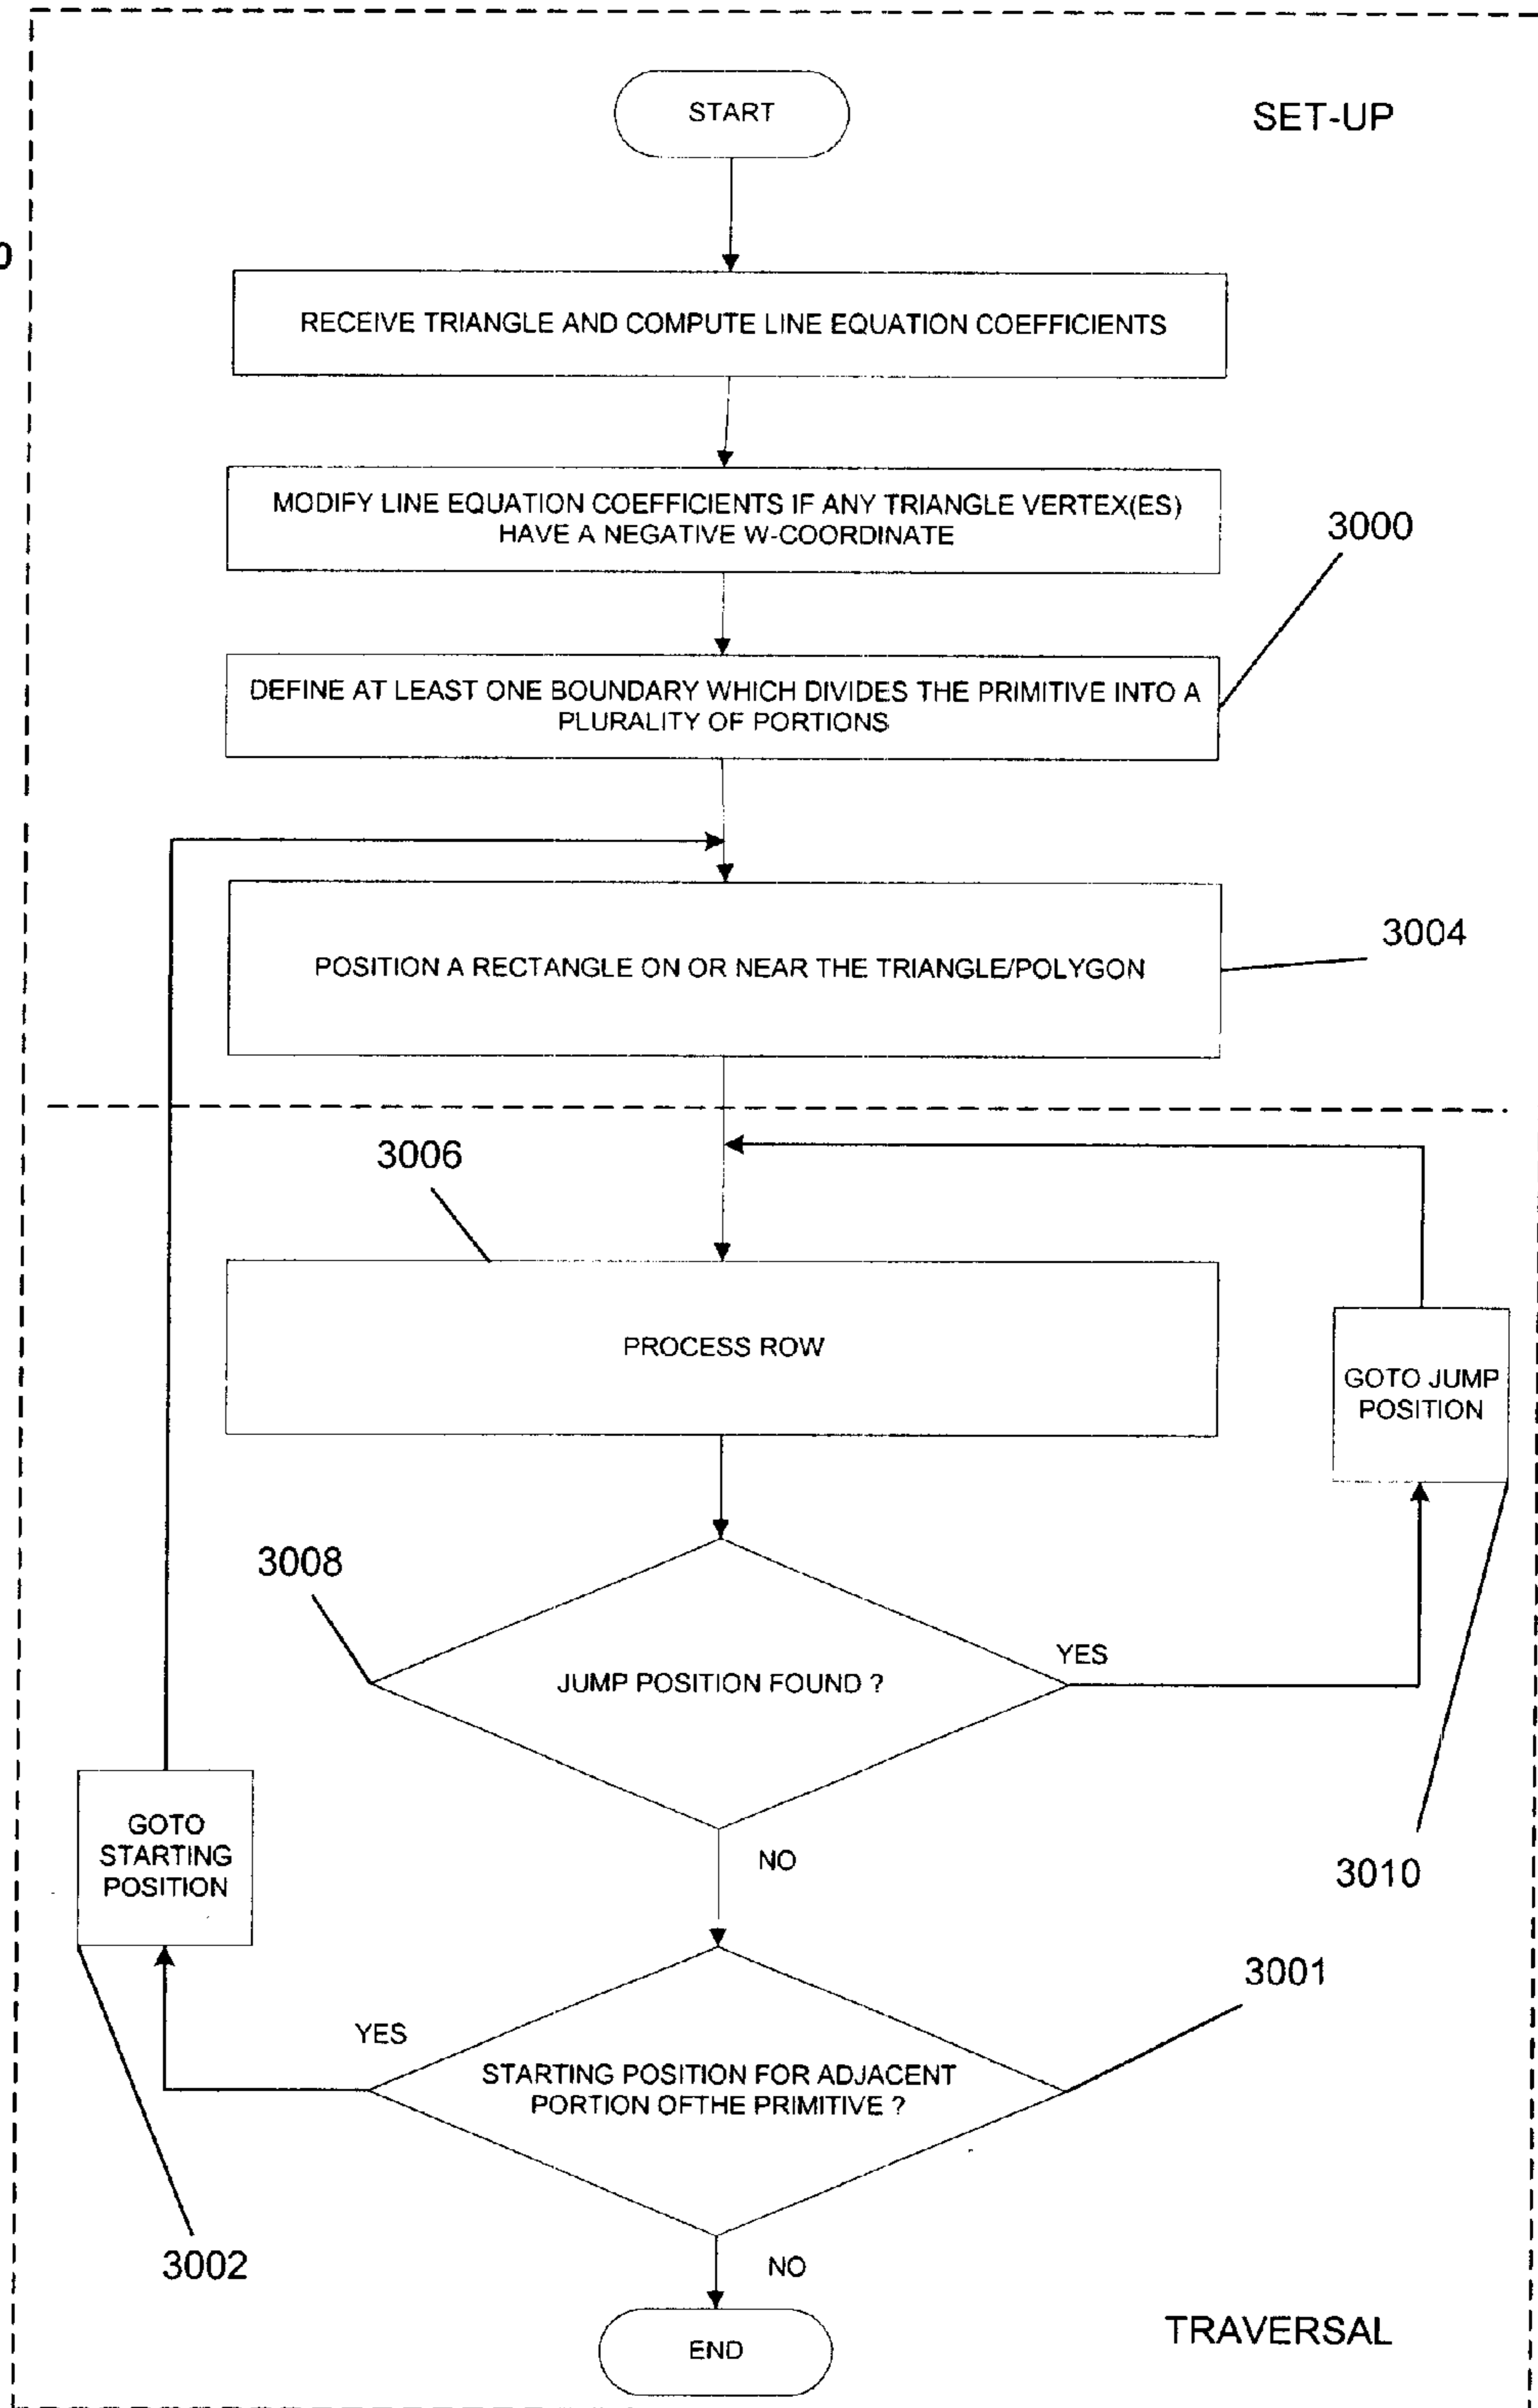 START
SET-UP
0
RECEIVE TRIANGLE AND COMPUTE LINE EQUATION COEFFICIENTS
MODIFY LINE EQUATION COEFFICIENTS IF ANY TRIANGLE VERTEX(ES)
HAVE A NEGATIVE W-COORDINATE
3000
DEFINE AT LEAST ONE BOUNDARY WHICH DIVIDES THE PRIMITIVE INTO A
PLURALITY OF PORTIONS
3004
POSITION A RECTANGLE ON OR NEAR THE TRIANGLE/POLYGON
3006
PROCESS ROW
GOTO JUMP
POSITION
3008
JUMP POSITION FOUND ?
YES
GOTO
STARTING
POSITION
NO
3010
3001
YES
STARTING POSITION FOR ADJACENT
PORTION OFTHE PRIMITIVE ?
3002
NO
END
TRAVERSAL